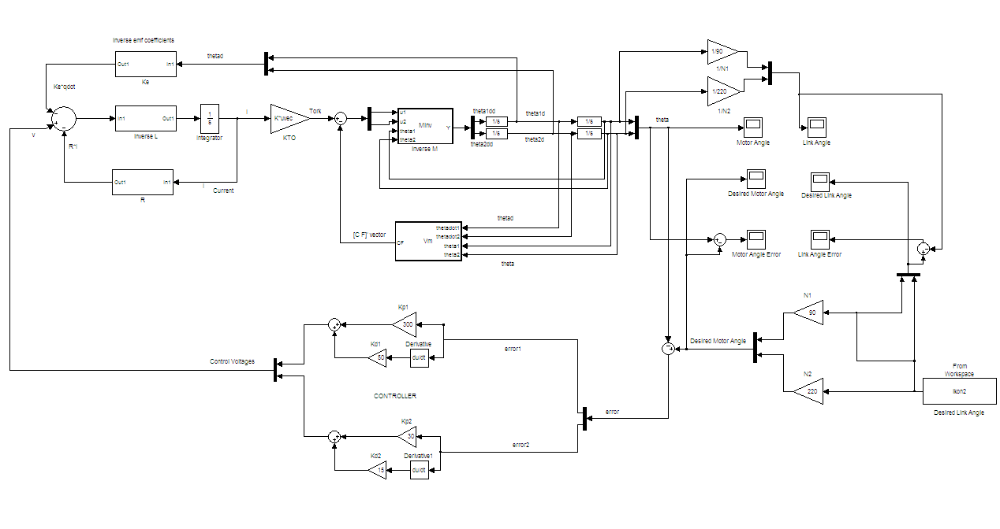 Inverse emf coefficients
Out1
In1
Ke
thetad
Ke*qdot
In1
Out1
Inverse L
1
s
Integrator
I
K*uvec
KTO
Tork
v
R*I
Out1
In1
R
I
Current
u1
u2
theta1
theta2
MInv
Y
Inverse M
theta1dd
theta2dd
1/s
1/s
theta1d
theta2d
1/s
1/s
theta
1/90
1/N1
1/220
1/N2
Motor Angle
Link Angle
Desired Motor Angle
Desired Link Angle
Motor Angle Error
Link Angle Error
thetad
[C F]' vector
CF
Vm
thetadot1
thetadot2
theta1
theta2
theta
Kp1
300
Kd1
50
Derivative
du/dt
error1
Control Voltages
CONTROLLER
Kp2
30
Kd2
15
Derivative1
du/dt
error2
error
Desired Motor Angle
N1
90
N2
220
From
Workspace
ikon2
Desired Link Angle